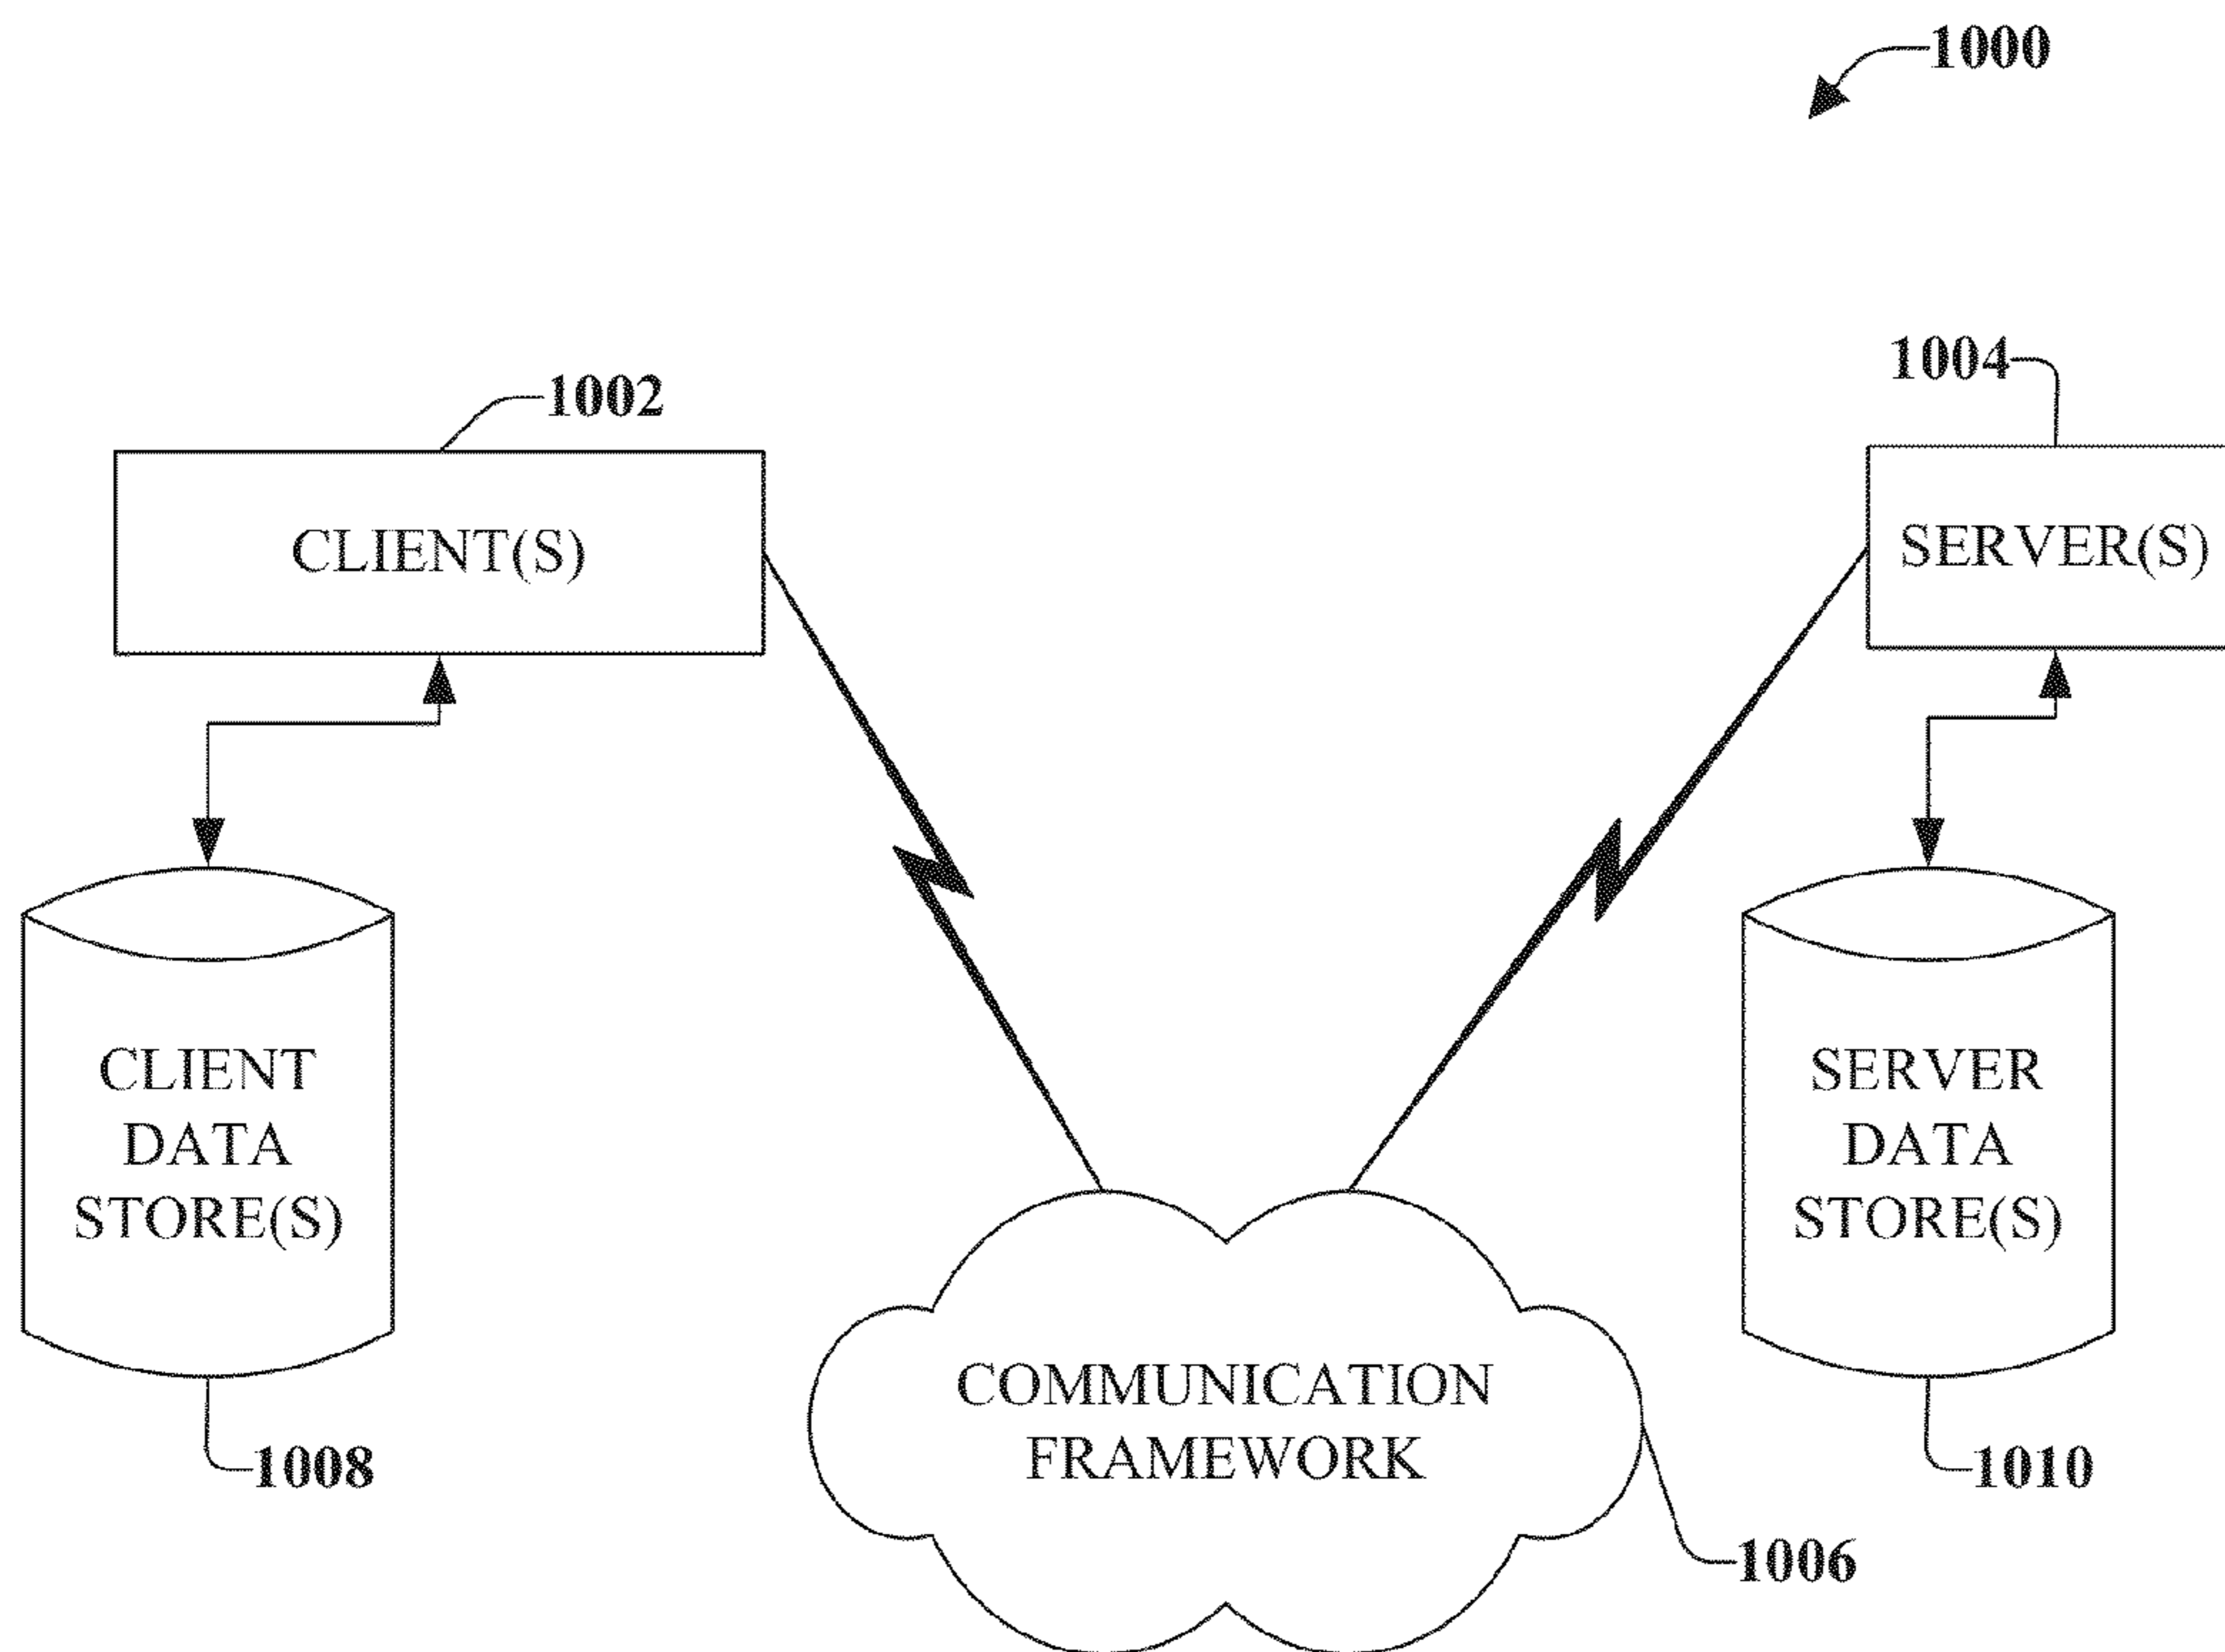 1000
1002
1004
CLIENT(S)
SERVER(S)
CLIENT
DATA
STORE(S)
SERVER
DATA
STORE(S)
COMMUNICATION
FRAMEWORK
1008
1010
1006